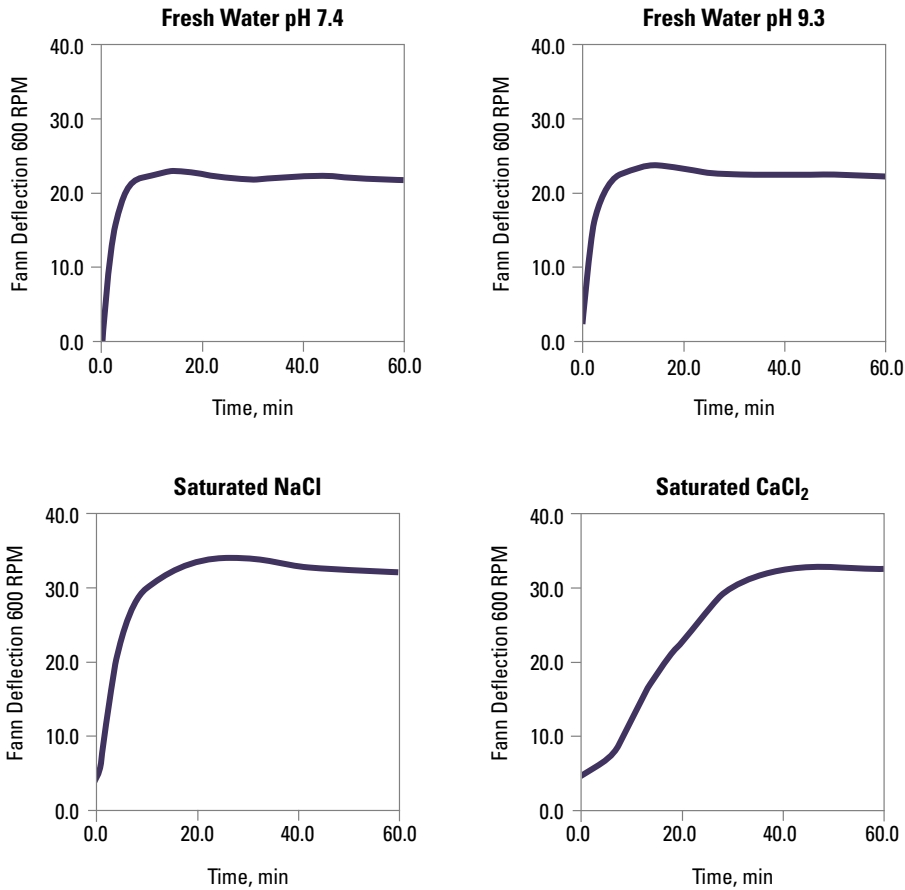 Fresh Water pH 7.4
Fann Deflection 600 RPM
40.0
30.0
20.0
10.0
0.0
0.0 20.0 40.0 60.0
Time, min
Fresh Water pH 9.3
Fann Deflection 600 RPM
40.0
30.0
20.0
10.0
0.0
0.0 20.0 40.0 60.0
Time, min
Saturated NaCl
Fann Deflection 600 RPM
40.0
30.0
20.0
10.0
0.0
0.0 20.0 40.0 60.0
Time, min
Saturated CaCl₂
Fann Deflection 600 RPM
40.0
30.0
20.0
10.0
0.0
0.0 20.0 40.0 60.0
Time, min